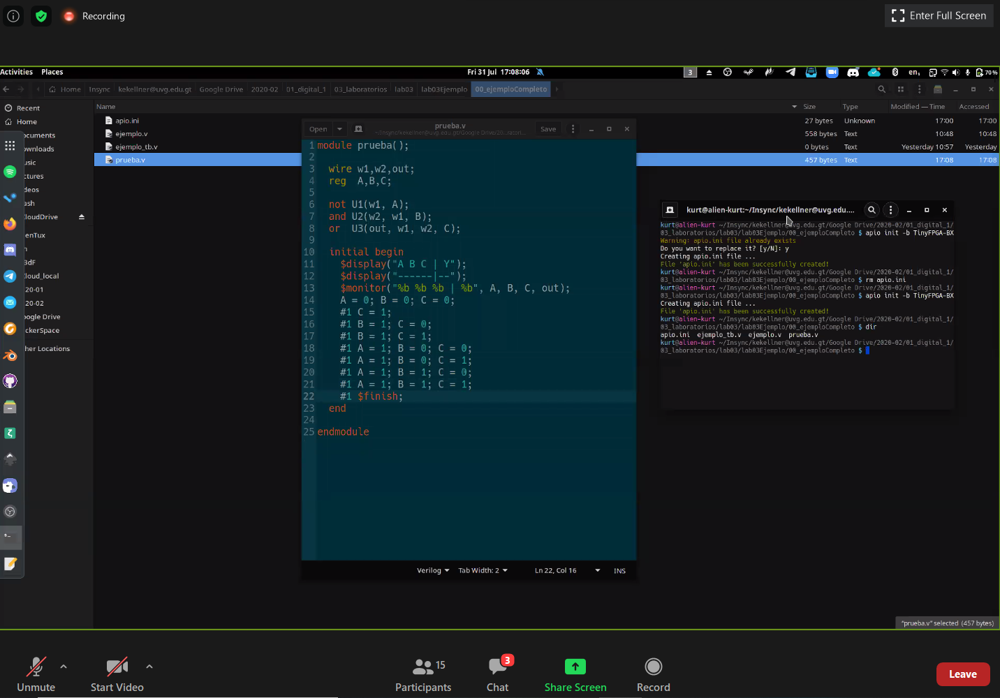 Recording
Enter Full Screen
Activities Places
Fri 31 Jul 17:08:06
3
en
70%
Home Insync kekellner@uvg.edu.gt Google Drive 2020-02 01_digital_1 03_laboratorios lab03 lab03Ejemplo 00_ejemploCompleto
Recent
Home
ocuments
ownloads
usic
ctures
deos
ash
CloudDrive
enTux
n
BdF
loud_local
20-01
20-02
oogle Drive
ckerSpace
her Locations
Name Size Type Modified — Time Accessed
apio.ini 27 bytes Unknown 17:00 17:00
ejemplo.v 558 bytes Text 10:48 10:48
ejemplo_tb.v 0 bytes Text Yesterday 10:57 Yesterday
prueba.v 457 bytes Text 17:08 17:08
Open
prueba.v
~/Insync/kekellner@uvg.edu.gt/Google Drive/20...ratori...
Save
1 module prueba();
2
3 wire w1,w2,out;
4 reg A,B,C;
5
6 not U1(w1, A);
7 and U2(w2, w1, B);
8 or U3(out, w1, w2, C);
9
10 initial begin
11 $display("A B C | Y");
12 $display("------|--");
13 $monitor("%b %b %b | %b", A, B, C, out);
14 A = 0; B = 0; C = 0;
15 #1 C = 1;
16 #1 B = 1; C = 0;
17 #1 B = 1; C = 1;
18 #1 A = 1; B = 0; C = 0;
19 #1 A = 1; B = 0; C = 1;
20 #1 A = 1; B = 1; C = 0;
21 #1 A = 1; B = 1; C = 1;
22 #1 $finish;
23 end
24
25 endmodule
Verilog Tab Width: 2 Ln 22, Col 16 INS
kurt@alien-kurt:~/Insync/kekellner@uvg.edu....
kurt@alien-kurt ~/Insync/kekellner@uvg.edu.gt/Google Drive/2020-02/01_digital_1/
03_laboratorios/lab03/lab03Ejemplo/00_ejemploCompleto $ apio init -b TinyFPGA-BX
Warning: apio.ini file already exists
Do you want to replace it? [y/N]: y
Creating apio.ini file ...
File 'apio.ini' has been successfully created!
kurt@alien-kurt ~/Insync/kekellner@uvg.edu.gt/Google Drive/2020-02/01_digital_1/
03_laboratorios/lab03/lab03Ejemplo/00_ejemploCompleto $ rm apio.ini
kurt@alien-kurt ~/Insync/kekellner@uvg.edu.gt/Google Drive/2020-02/01_digital_1/
03_laboratorios/lab03/lab03Ejemplo/00_ejemploCompleto $ apio init -b TinyFPGA-BX
Creating apio.ini file ...
File 'apio.ini' has been successfully created!
kurt@alien-kurt ~/Insync/kekellner@uvg.edu.gt/Google Drive/2020-02/01_digital_1/
03_laboratorios/lab03/lab03Ejemplo/00_ejemploCompleto $ dir
apio.ini ejemplo_tb.v ejemplo.v prueba.v
kurt@alien-kurt ~/Insync/kekellner@uvg.edu.gt/Google Drive/2020-02/01_digital_1/
03_laboratorios/lab03/lab03Ejemplo/00_ejemploCompleto $
"prueba.v" selected (457 bytes)
Unmute
Start Video
15
Participants
3
Chat
Share Screen
Record
Leave